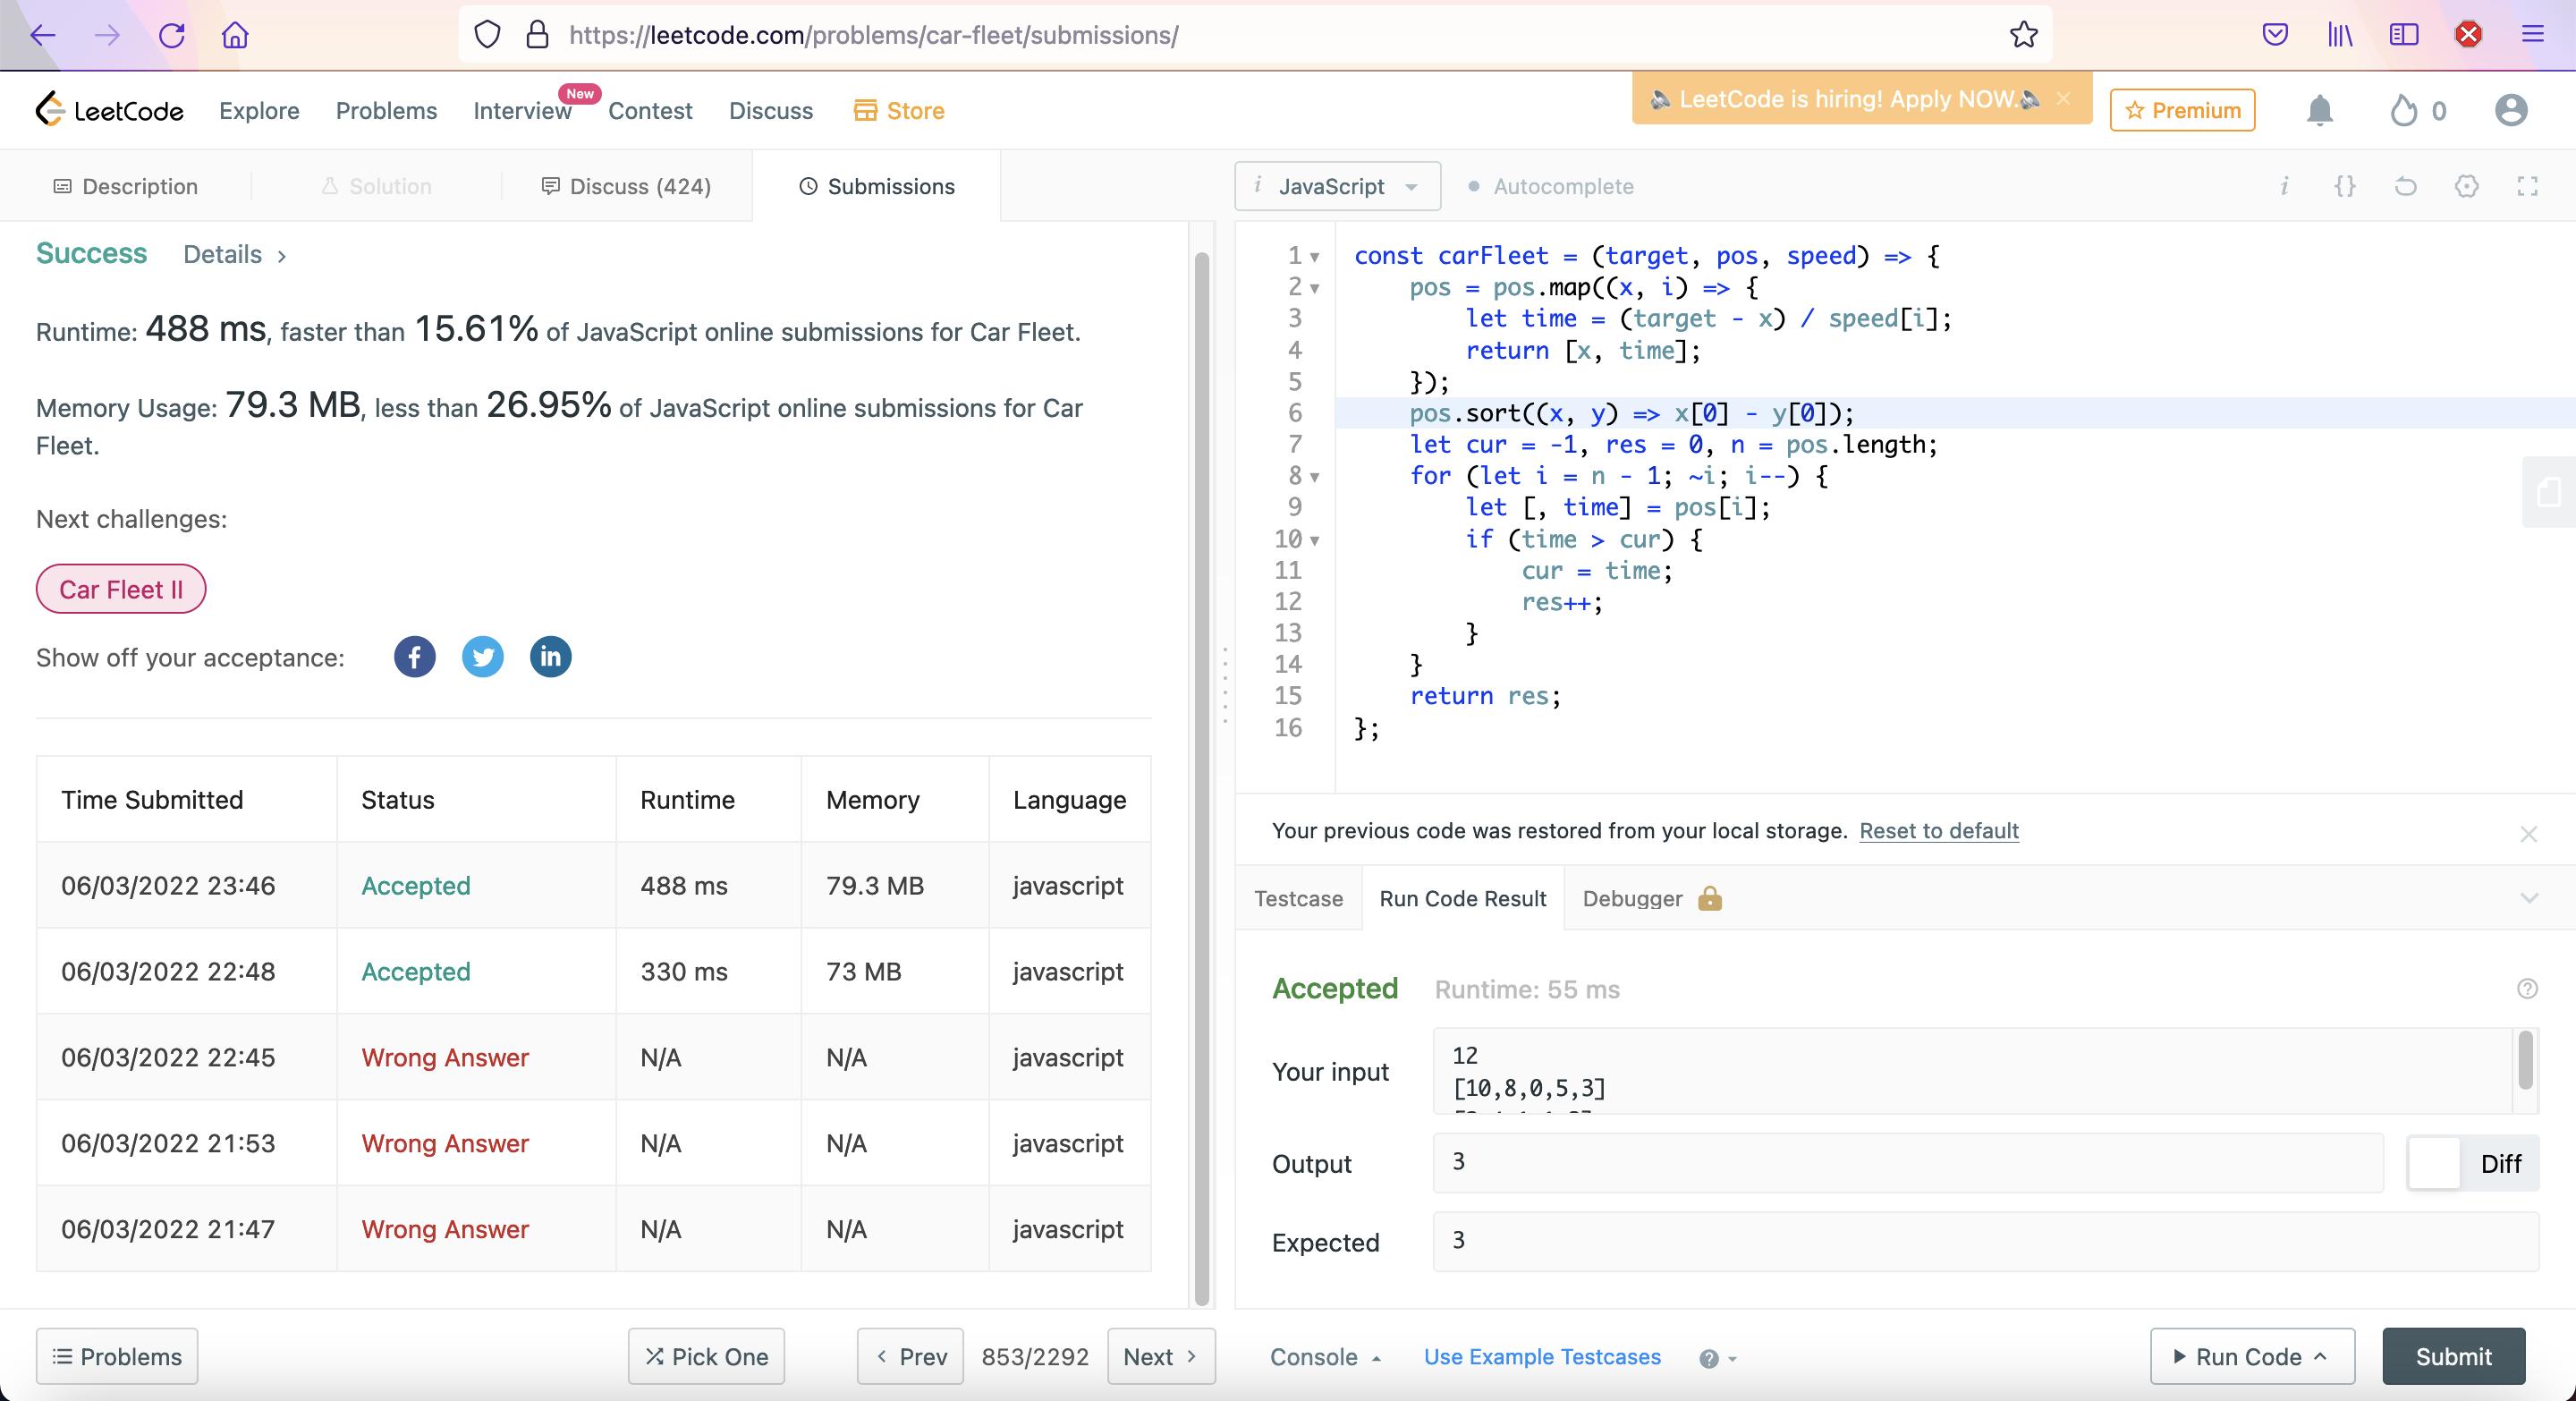 https://leetcode.com/problems/car-fleet/submissions/
LeetCode
Explore
Problems
Interview
New
Contest
Discuss
Store
LeetCode is hiring! Apply NOW.
Premium
0
Description
Solution
Discuss (424)
Submissions
Success
Details
Runtime: 488 ms, faster than 15.61% of JavaScript online submissions for Car Fleet.
Memory Usage: 79.3 MB, less than 26.95% of JavaScript online submissions for Car
Fleet.
Next challenges:
Car Fleet II
Show off your acceptance:
Time Submitted Status Runtime Memory Language
06/03/2022 23:46 Accepted 488 ms 79.3 MB javascript
06/03/2022 22:48 Accepted 330 ms 73 MB javascript
06/03/2022 22:45 Wrong Answer N/A N/A javascript
06/03/2022 21:53 Wrong Answer N/A N/A javascript
06/03/2022 21:47 Wrong Answer N/A N/A javascript
Problems
Pick One
Prev
853/2292
Next
JavaScript
Autocomplete
1 const carFleet = (target, pos, speed) => {
2     pos = pos.map((x, i) => {
3         let time = (target - x) / speed[i];
4         return [x, time];
5     });
6     pos.sort((x, y) => x[0] - y[0]);
7     let cur = -1, res = 0, n = pos.length;
8     for (let i = n - 1; ~i; i--) {
9         let [, time] = pos[i];
10         if (time > cur) {
11             cur = time;
12             res++;
13         }
14     }
15     return res;
16 };
Your previous code was restored from your local storage. Reset to default
Testcase
Run Code Result
Debugger
Accepted
Runtime: 55 ms
Your input
12
[10,8,0,5,3]
Output
3
Diff
Expected
3
Console
Use Example Testcases
Run Code
Submit